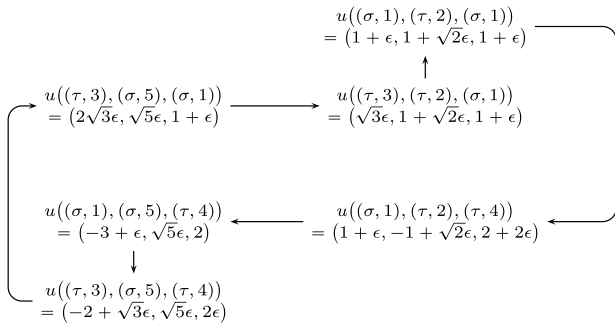 u((σ, 1), (τ, 2), (σ, 1))
= (1 + ϵ, 1 + √2ϵ, 1 + ϵ)
u((τ, 3), (σ, 5), (σ, 1))
= (2√3ϵ, √5ϵ, 1 + ϵ)
u((τ, 3), (τ, 2), (σ, 1))
= (√3ϵ, 1 + √2ϵ, 1 + ϵ)
u((σ, 1), (σ, 5), (τ, 4))
= (−3 + ϵ, √5ϵ, 2)
u((σ, 1), (τ, 2), (τ, 4))
= (1 + ϵ, −1 + √2ϵ, 2 + 2ϵ)
u((τ, 3), (σ, 5), (τ, 4))
= (−2 + √3ϵ, √5ϵ, 2ϵ)